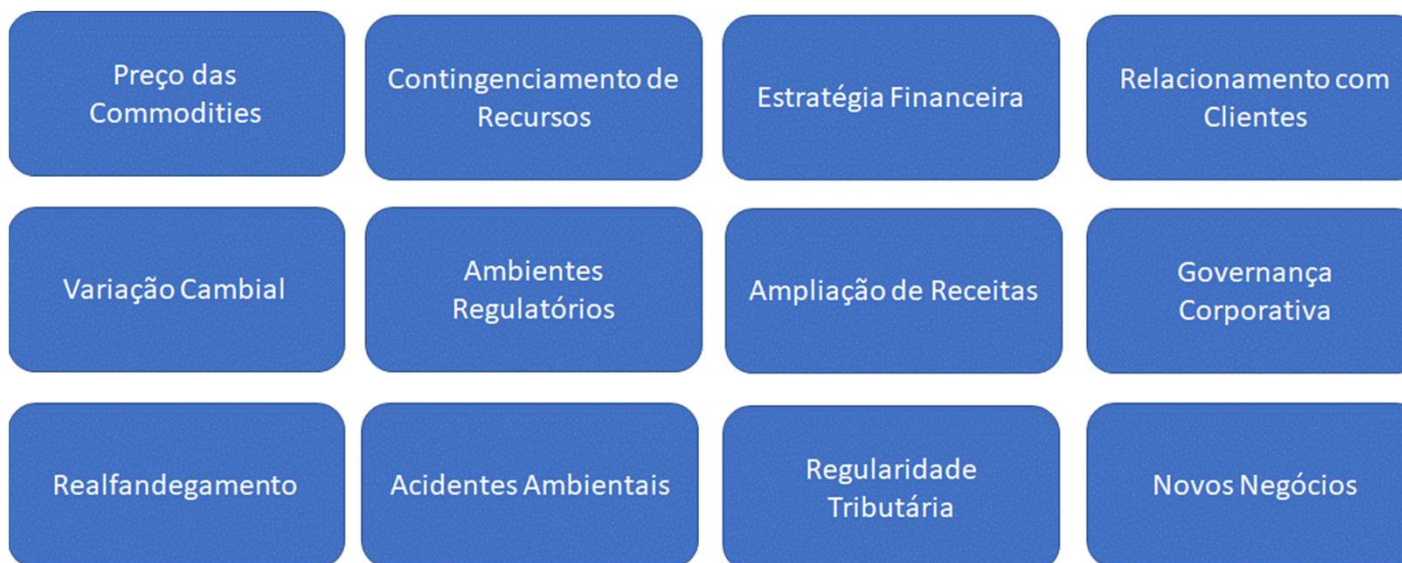 Preço das
Commodities
Contingenciamento de
Recursos
Estratégia Financeira
Relacionamento com
Clientes
Variação Cambial
Ambientes
Regulatórios
Ampliação de Receitas
Governança
Corporativa
Realfandegamento
Acidentes Ambientais
Regularidade
Tributária
Novos Negócios